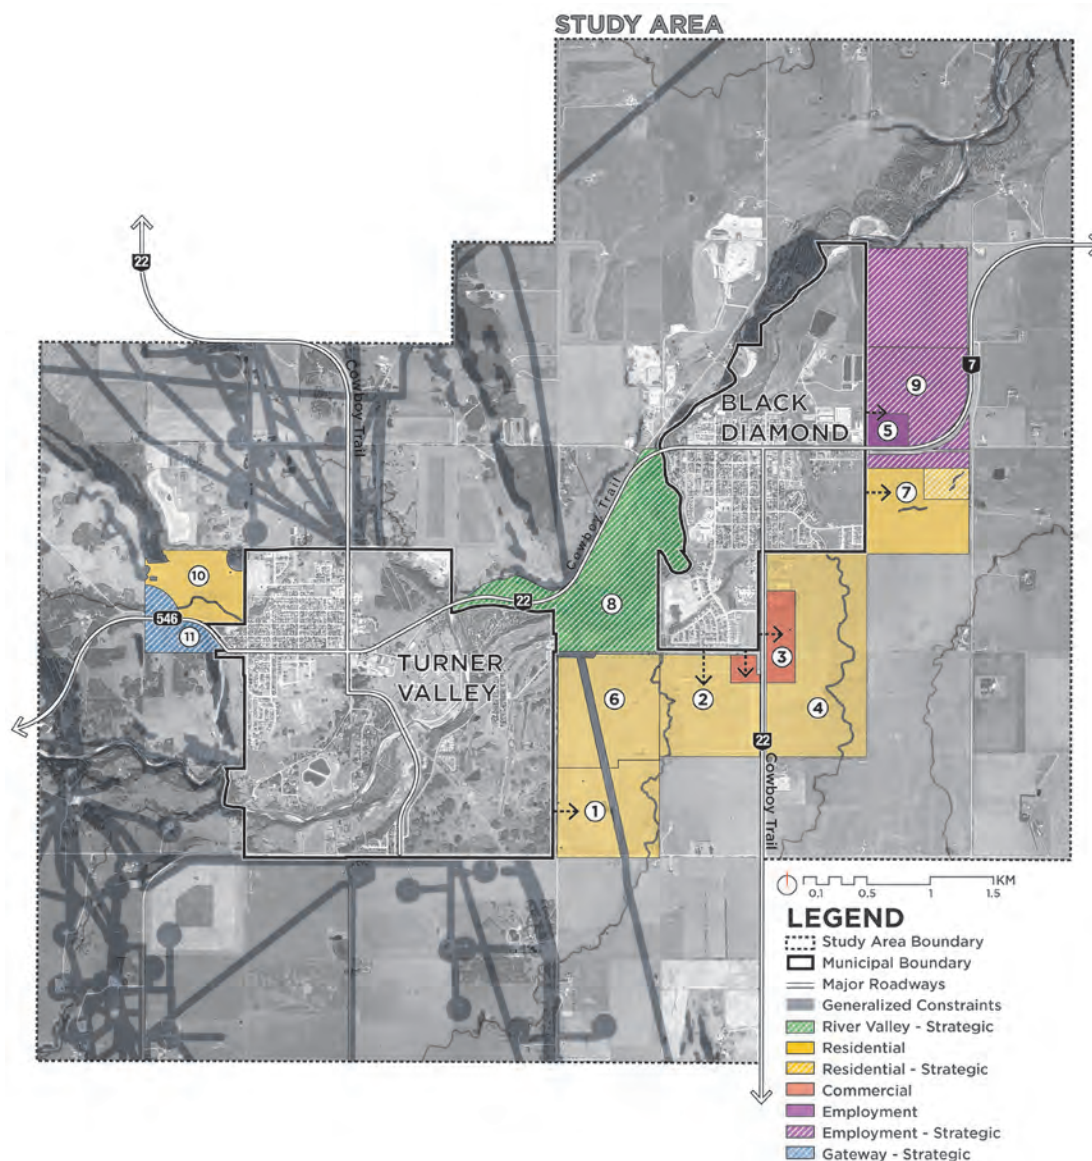 STUDY AREA
22
Cowboy Trail
7
9
BLACK
DIAMOND
5
7
Cowboy Trail
10
546
11
22
8
TURNER
VALLEY
3
6
2
4
22
Cowboy Trail
1
0.1 0.5 1 1.5KM
LEGEND
Study Area Boundary
Municipal Boundary
Major Roadways
Generalized Constraints
River Valley - Strategic
Residential
Residential - Strategic
Commercial
Employment
Employment - Strategic
Gateway - Strategic